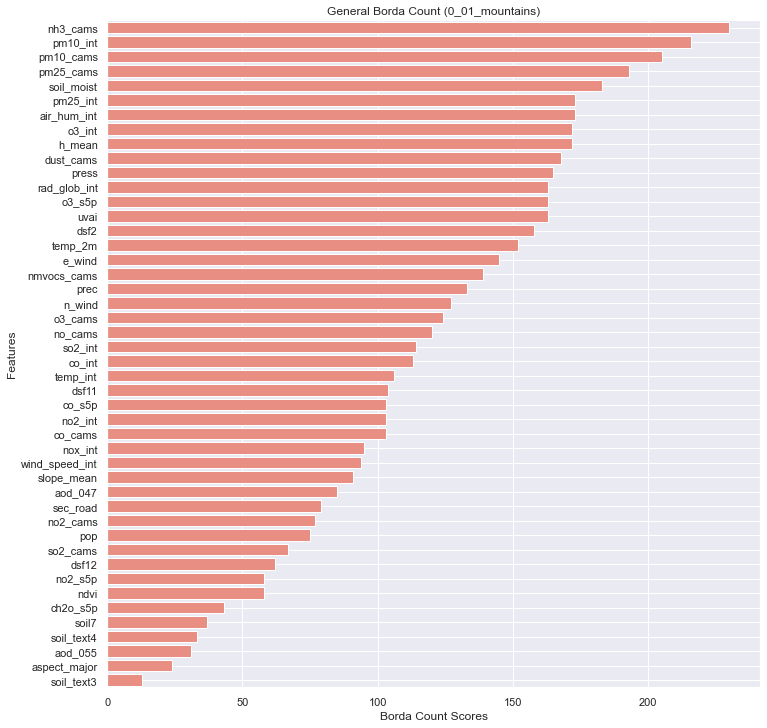 General Borda Count (0_01_mountains)
nh3_cams
pm10_int
pm10_cams
pm25_cams
soil_moist
pm25_int
air_hum_int
o3_int
h_mean
dust_cams
press
rad_glob_int
o3_s5p
uvai
dsf2
temp_2m
e_wind
nmvocs_cams
prec
n_wind
o3_cams
no_cams
so2_int
co_int
temp_int
dsf11
co_s5p
no2_int
co_cams
nox_int
wind_speed_int
slope_mean
aod_047
sec_road
no2_cams
pop
so2_cams
dsf12
no2_s5p
ndvi
ch2o_s5p
soil7
soil_text4
aod_055
aspect_major
soil_text3
Features
0 50 100 150 200
Borda Count Scores